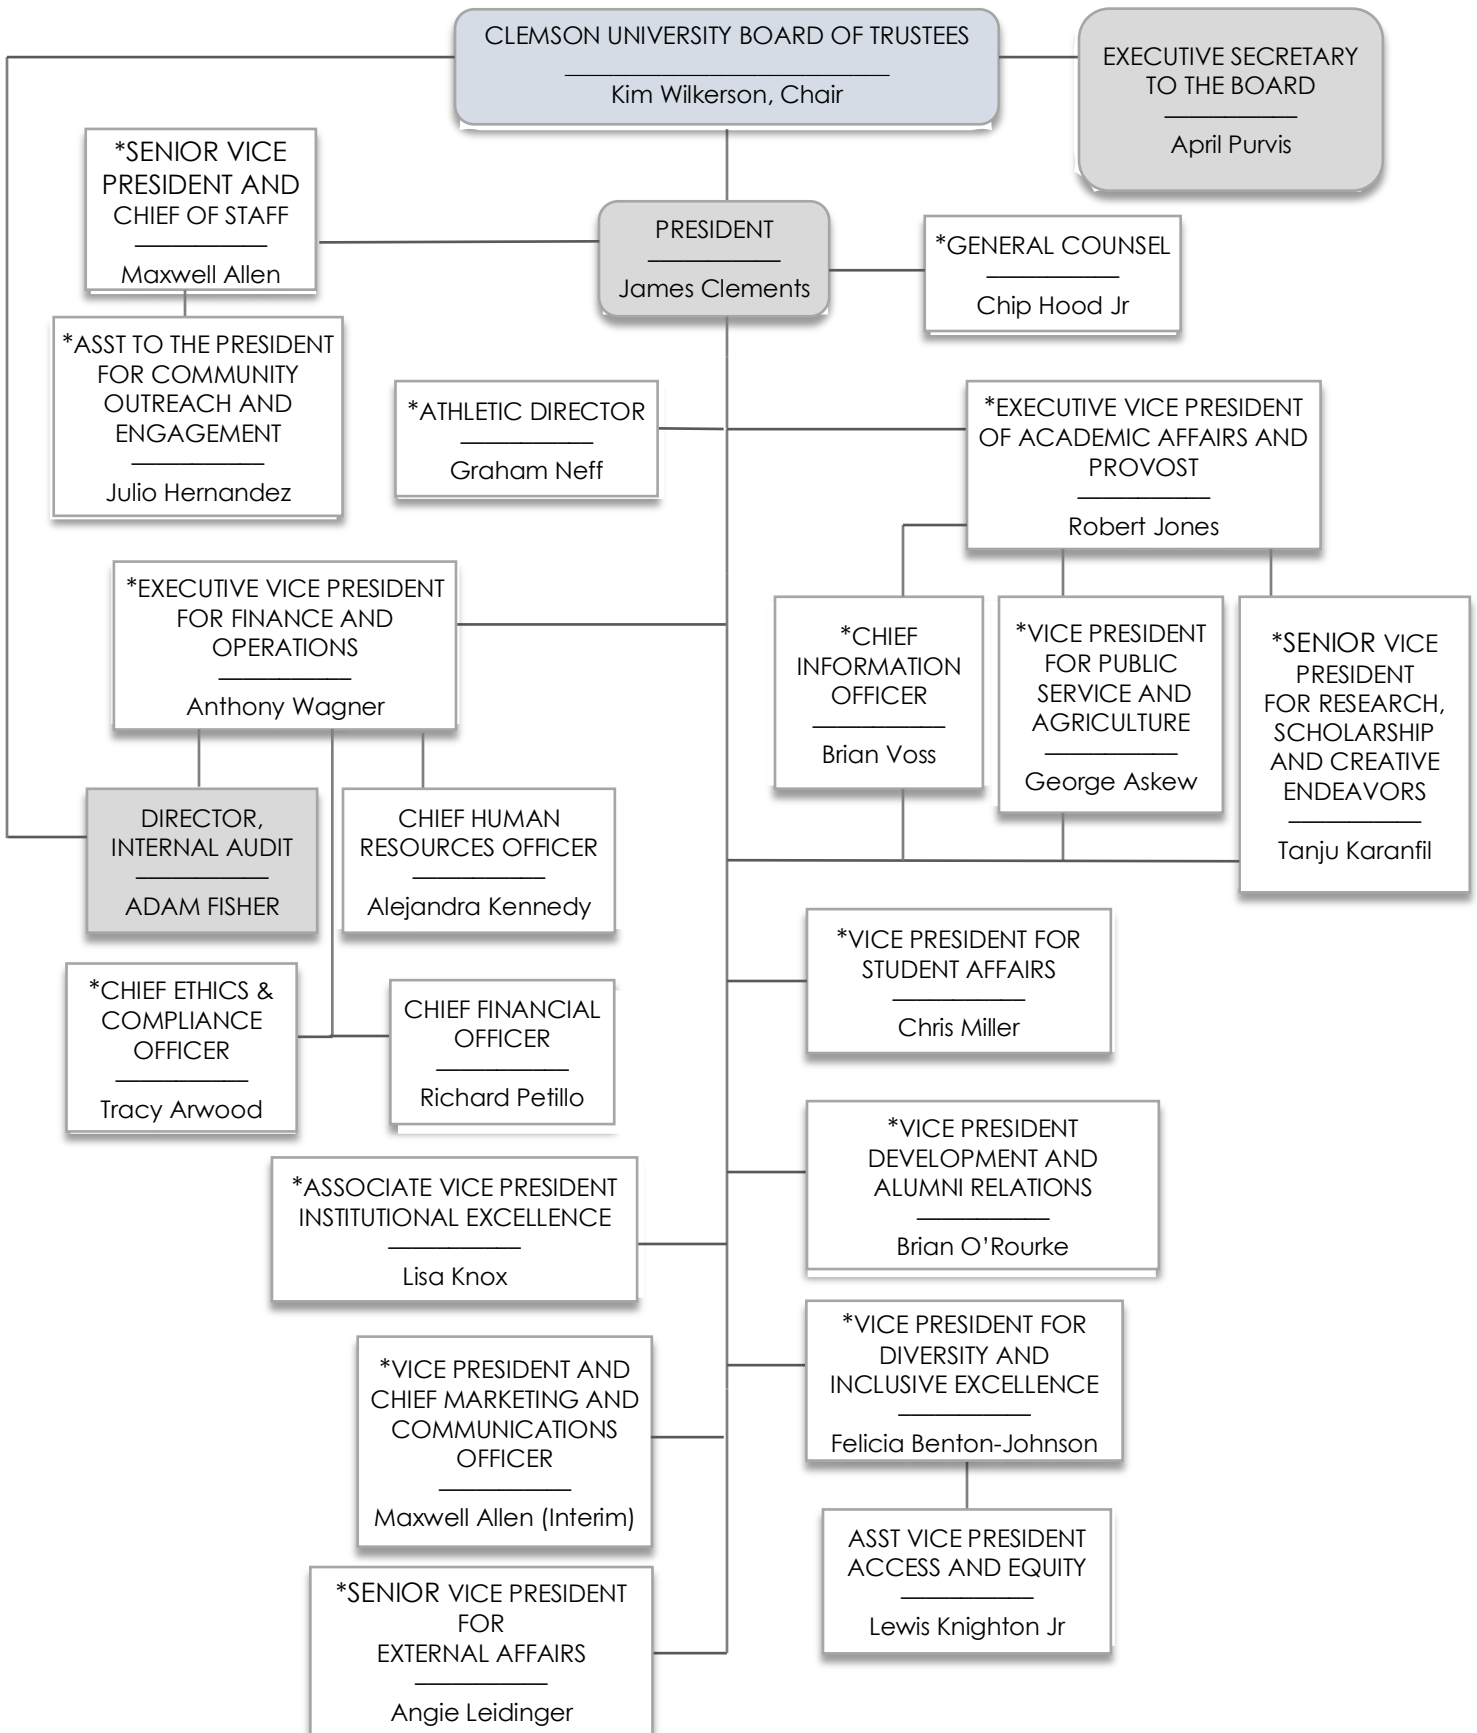 CLEMSON UNIVERSITY BOARD OF TRUSTEES
Kim Wilkerson, Chair
EXECUTIVE SECRETARY
TO THE BOARD
April Purvis
*SENIOR VICE
PRESIDENT AND
CHIEF OF STAFF
Maxwell Allen
PRESIDENT
James Clements
*GENERAL COUNSEL
Chip Hood Jr
*ASST TO THE PRESIDENT
FOR COMMUNITY
OUTREACH AND
ENGAGEMENT
Julio Hernandez
*ATHLETIC DIRECTOR
Graham Neff
*EXECUTIVE VICE PRESIDENT
OF ACADEMIC AFFAIRS AND
PROVOST
Robert Jones
*EXECUTIVE VICE PRESIDENT
FOR FINANCE AND
OPERATIONS
Anthony Wagner
*CHIEF
INFORMATION
OFFICER
Brian Voss
*VICE PRESIDENT
FOR PUBLIC
SERVICE AND
AGRICULTURE
George Askew
*SENIOR VICE
PRESIDENT
FOR RESEARCH,
SCHOLARSHIP
AND CREATIVE
ENDEAVORS
Tanju Karanfil
DIRECTOR,
INTERNAL AUDIT
ADAM FISHER
CHIEF HUMAN
RESOURCES OFFICER
Alejandra Kennedy
*VICE PRESIDENT FOR
STUDENT AFFAIRS
Chris Miller
*CHIEF ETHICS &
COMPLIANCE
OFFICER
Tracy Arwood
CHIEF FINANCIAL
OFFICER
Richard Petillo
*VICE PRESIDENT
DEVELOPMENT AND
ALUMNI RELATIONS
Brian O’Rourke
*ASSOCIATE VICE PRESIDENT
INSTITUTIONAL EXCELLENCE
Lisa Knox
*VICE PRESIDENT FOR
DIVERSITY AND
INCLUSIVE EXCELLENCE
Felicia Benton-Johnson
*VICE PRESIDENT AND
CHIEF MARKETING AND
COMMUNICATIONS
OFFICER
Maxwell Allen (Interim)
ASST VICE PRESIDENT
ACCESS AND EQUITY
Lewis Knighton Jr
*SENIOR VICE PRESIDENT
FOR
EXTERNAL AFFAIRS
Angie Leidinger